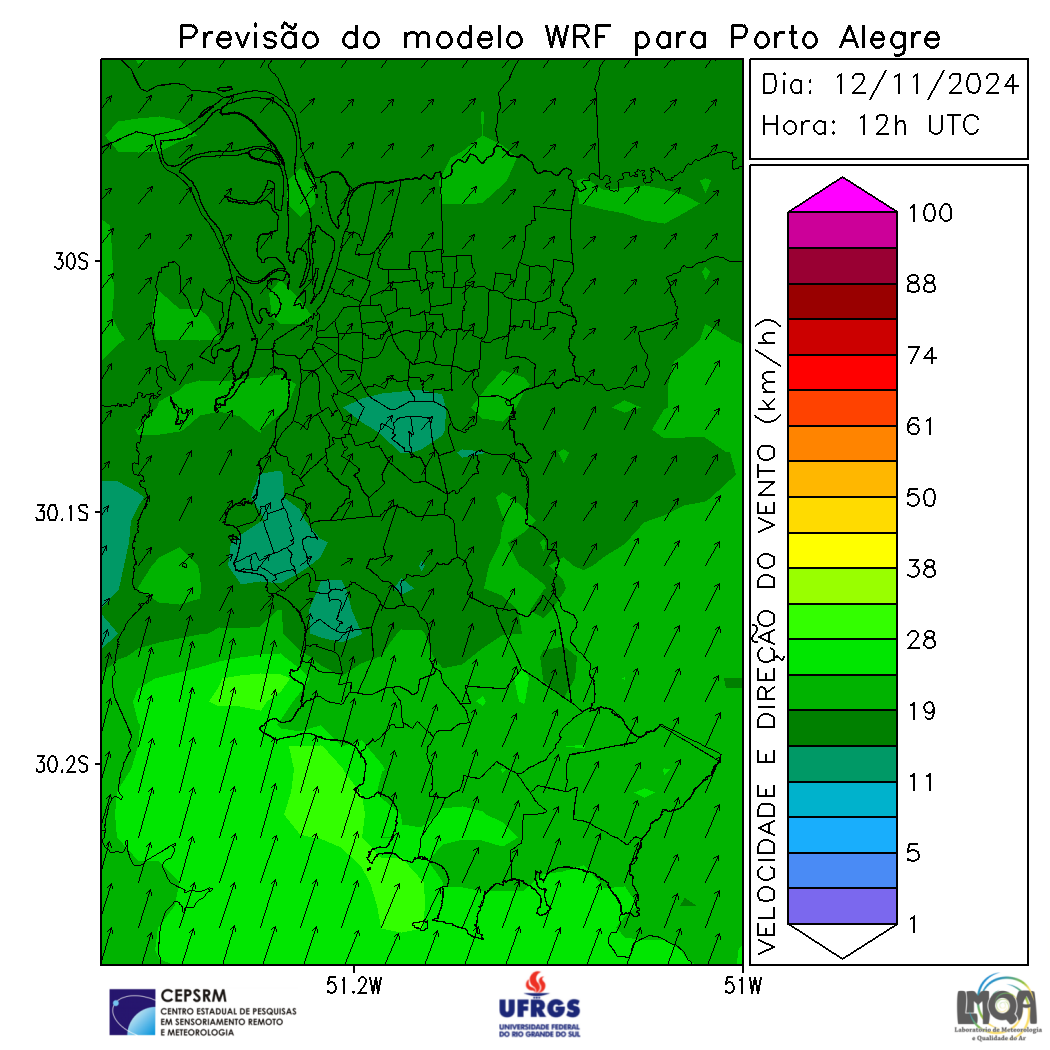 Previsão do modelo WRF para Porto Alegre
Dia: 12/11/2024
Hora: 12h UTC
30S
30.1S
30.2S
51.2W
51W
VELOCIDADE E DIREÇÃO DO VENTO (km/h)
100
88
74
61
50
38
28
19
11
5
1
CEPSRM
CENTRO ESTADUAL DE PESQUISAS
EM SENSORIAMENTO REMOTO
E METEOROLOGIA
UFRGS
UNIVERSIDADE FEDERAL
DO RIO GRANDE DO SUL
LMQA
Laboratório de Meteorologia
e Qualidade do Ar